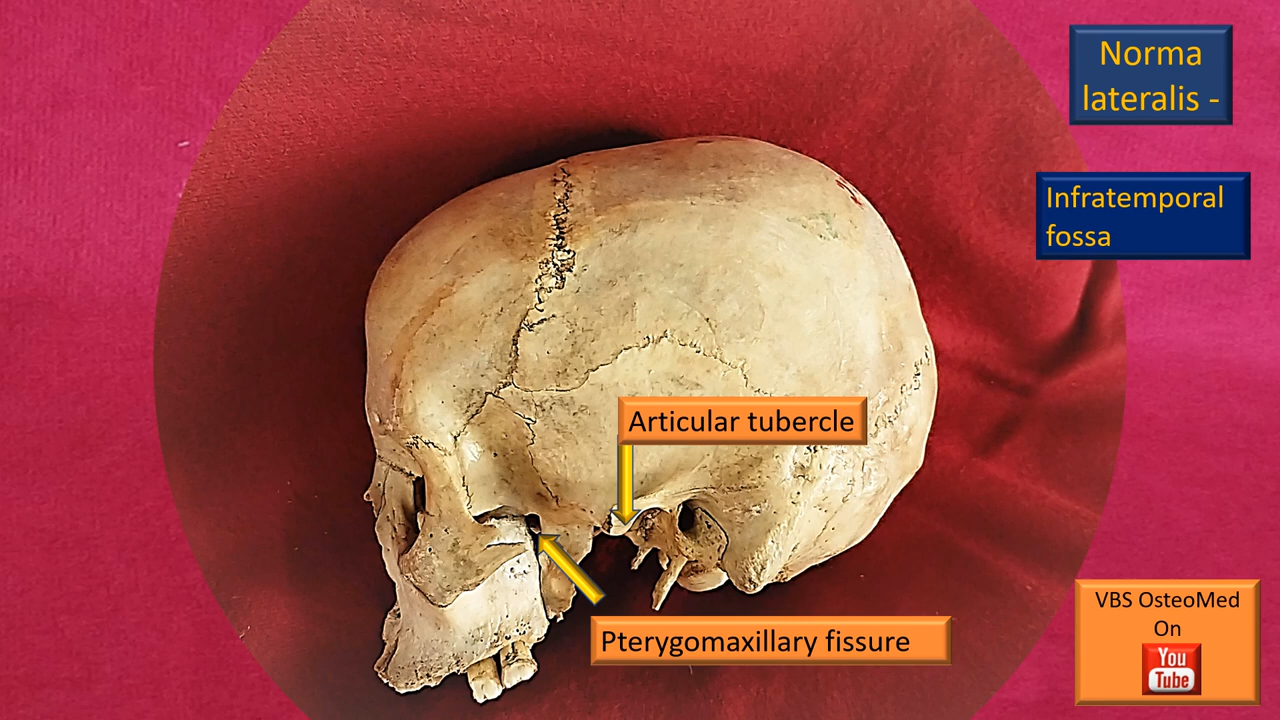 Norma
lateralis -
Infratemporal
fossa
Articular tubercle
Pterygomaxillary fissure
VBS OsteoMed
On
You
Tube